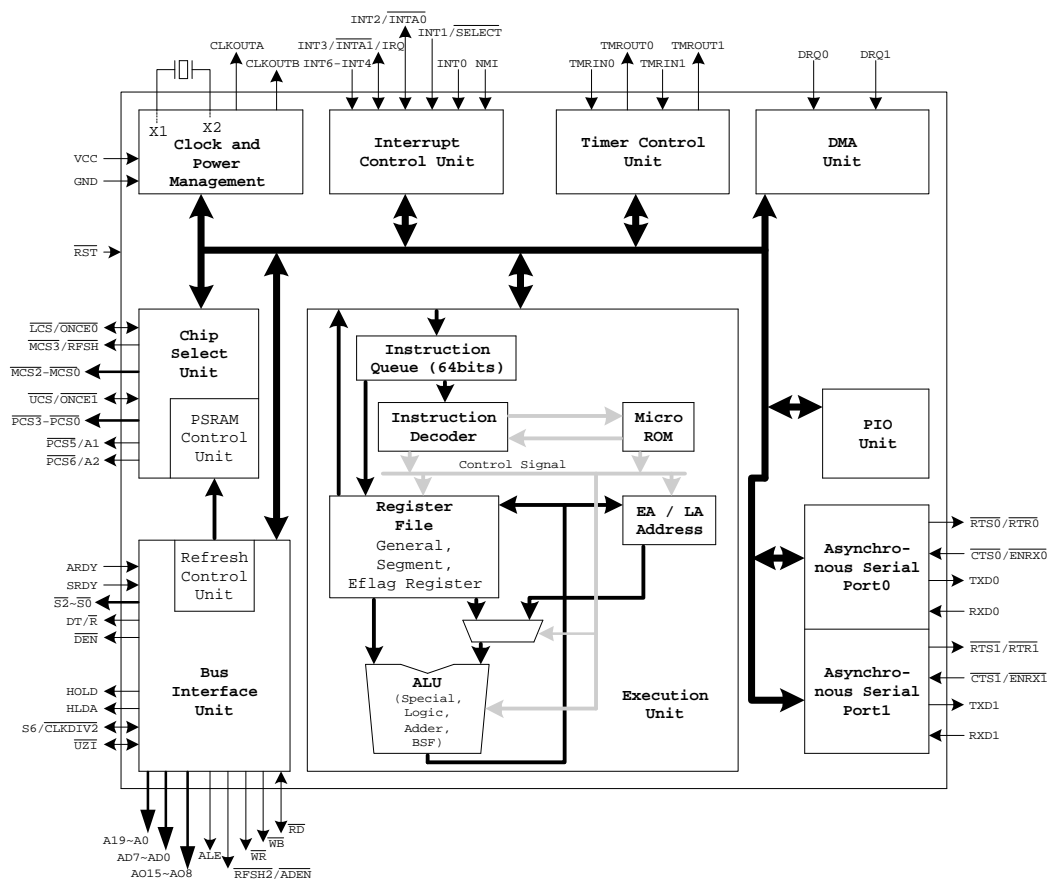 INT2/INTA0
INT3/INTA1/IRQ
INT1/SELECT
CLKOUTA
CLKOUTB
INT6-INT4
INT0
NMI
TMROUT0
TMROUT1
TMRIN0
TMRIN1
DRQ0
DRQ1
X1
X2
Clock and
Power
Management
Interrupt
Control Unit
Timer Control
Unit
DMA
Unit
VCC
GND
RST
LCS/ONCE0
MCS3/RFSH
MCS2-MCS0
UCS/ONCE1
PCS3-PCS0
PCS5/A1
PCS6/A2
Chip
Select
Unit
PSRAM
Control
Unit
Instruction
Queue (64bits)
Instruction
Decoder
Micro
ROM
Control Signal
Register
File
General,
Segment,
Eflag Register
EA / LA
Address
ALU
(Special,
Logic,
Adder,
BSF)
Execution
Unit
PIO
Unit
Asynchro-
nous Serial
Port0
RTS0/RTR0
CTS0/ENRX0
TXD0
RXD0
Asynchro-
nous Serial
Port1
RTS1/RTR1
CTS1/ENRX1
TXD1
RXD1
Refresh
Control
Unit
Bus
Interface
Unit
ARDY
SRDY
S2~S0
DT/R
DEN
HOLD
HLDA
S6/CLKDIV2
UZI
A19~A0
AD7~AD0
AO15~AO8
ALE
RFSH2/ADEN
WR
WB
RD